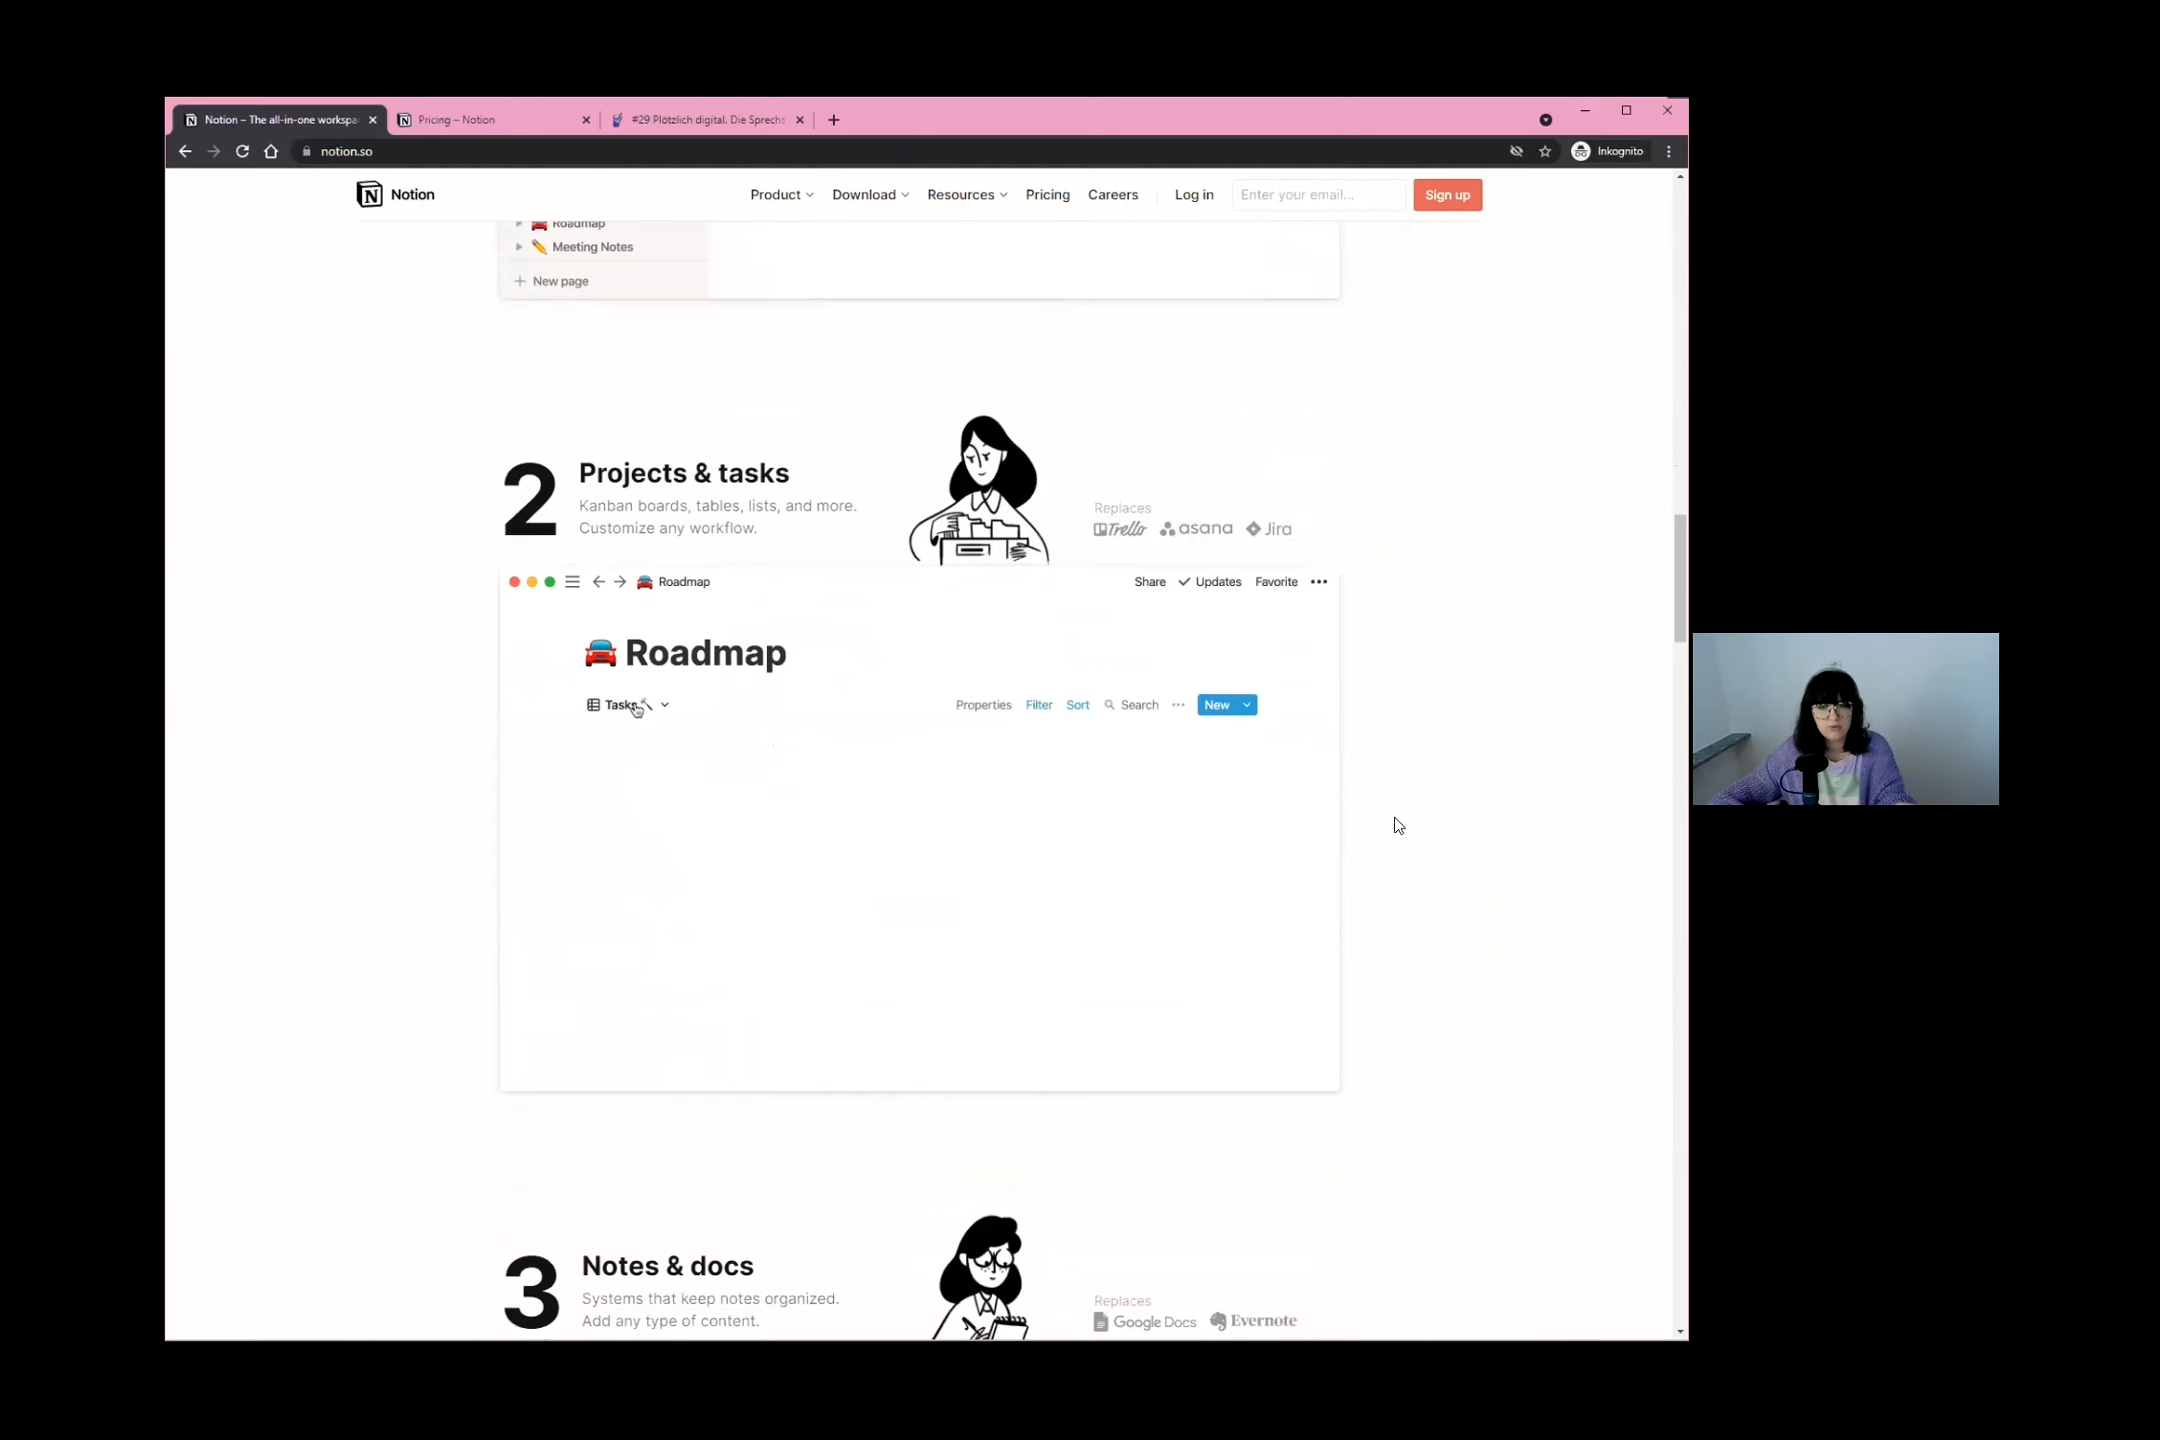 Notion – The all-in-one workspa
Pricing – Notion
#29 Plötzlich digital. Die Sprechs
notion.so
Inkognito
Notion
Product
Download
Resources
Pricing
Careers
Log in
Enter your email...
Sign up
Roadmap
Meeting Notes
New page
2
Projects & tasks
Kanban boards, tables, lists, and more.
Customize any workflow.
Replaces
Trello asana Jira
Roadmap
Share
Updates
Favorite
Roadmap
Tasks
Properties
Filter
Sort
Search
New
3
Notes & docs
Systems that keep notes organized.
Add any type of content.
Replaces
Google Docs Evernote